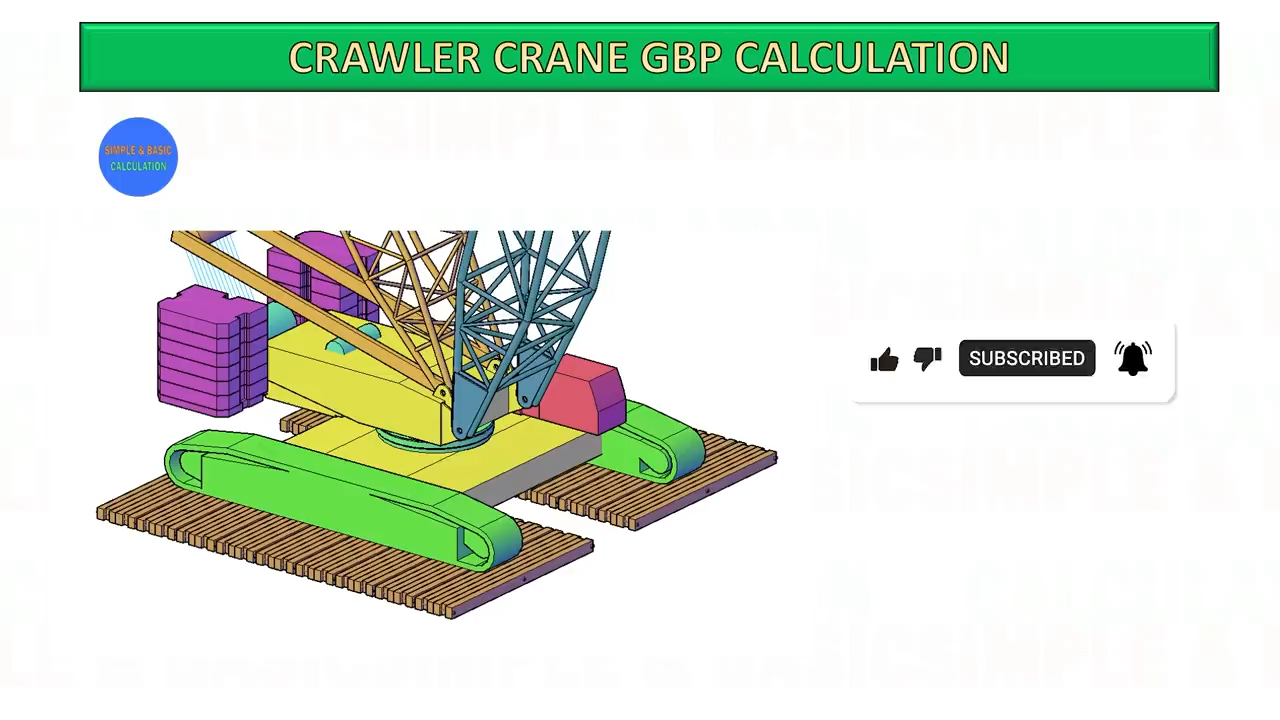 CRAWLER CRANE GBP CALCULATION
SIMPLE & BASIC
CALCULATION
SUBSCRIBED